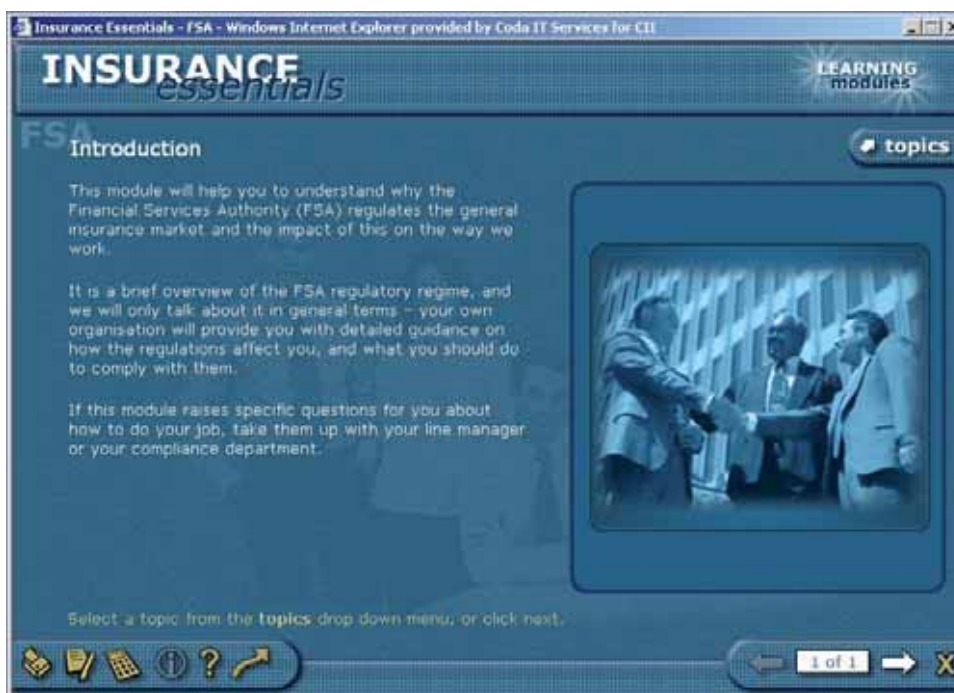 Insurance Essentials - FSA - Windows Internet Explorer provided by Coda IT Services for CII
INSURANCE
essentials
LEARNING
modules
FSA
Introduction
topics
This module will help you to understand why the
Financial Services Authority (FSA) regulates the general
insurance market and the impact of this on the way we
work.
It is a brief overview of the FSA regulatory regime, and
we will only talk about it in general terms – your own
organisation will provide you with detailed guidance on
how the regulations affect you, and what you should do
to comply with them.
If this module raises specific questions for you about
how to do your job, take them up with your line manager
or your compliance department.
Select a topic from the topics drop down menu, or click next.
?
1 of 1
X